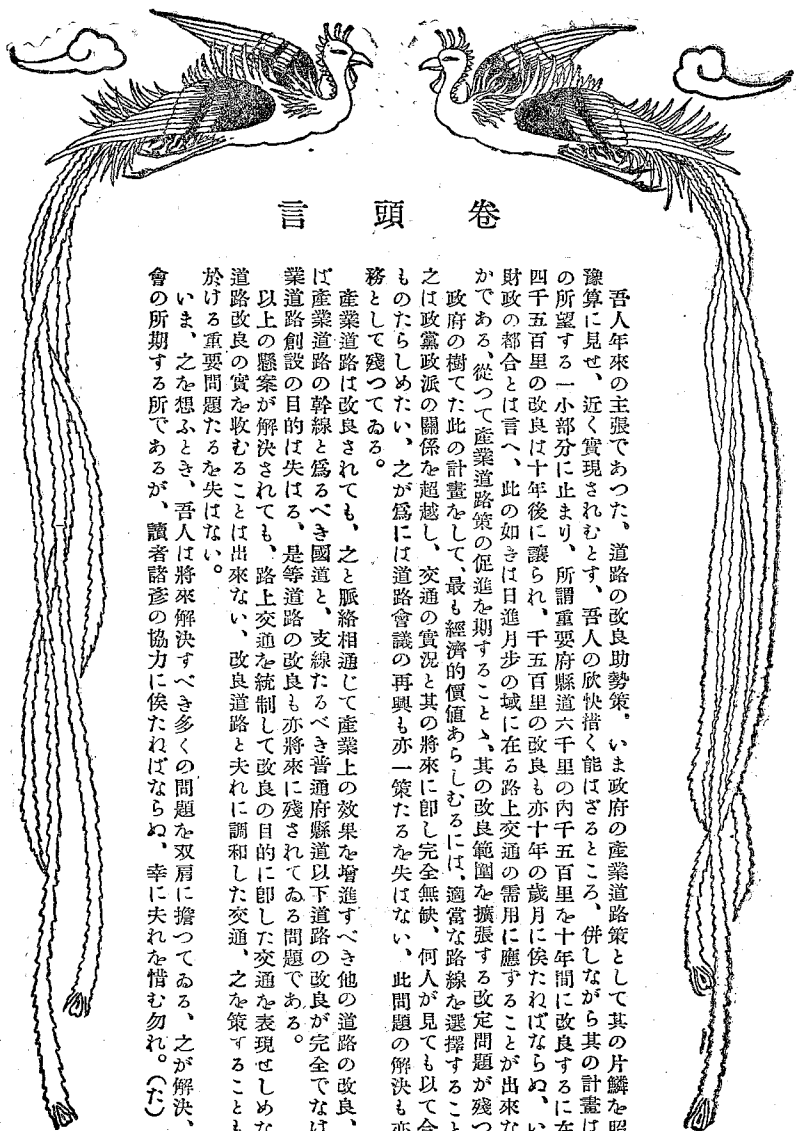 卷頭言
吾人年來の主張であつた、道路の改良助勢策、いま政府の產業道路策として其の片鱗を昭
豫算に見せ、近く實現されむとす、吾人の欣快措く能はざるところ、併しながら其の計畫は
の所望する一小部分に止まり、所謂重要府縣道六千里の內千五百里を十年間に改良するに在
四千五百里の改良は十年後に讓られ、千五百里の改良も亦十年の歲月に俟たねばならぬ、い
財政の都合とは言へ、此の如きは日進月步の域に在る路上交通の需用に應ずることが出來な
かである、從つて產業道路策の促進を期することゝ、其の改良範圍を擴張する改定問題が殘つ
政府の樹てた此の計畫をして、最も經濟的價値あらしむるには、適當な路線を選擇すること
之は政黨政派の關係を超越し、交通の實況と其の將來に卽し完全無缺、何人が見ても以て合
ものたらしめたい、之が爲には道路會議の再興も亦一策たるを失はない、此問題の解決も亦
務として殘つてゐる。
產業道路は改良されても、之と脈絡相通じて產業上の效果を增進すべき他の道路の改良、
ば產業道路の幹線と爲るべき國道と、支線たるべき普通府縣道以下道路の改良が完全でなけ
業道路創設の目的は失はる、是等道路の改良も亦將來に殘されてゐる問題である。
以上の懸案が解決されても、路上交通を統制して改良の目的に卽した交通を表現せしめな
道路改良の實を收むることは出來ない、改良道路と夫れに調和した交通、之を策することも
於ける重要問題たるを失はない。
いま、之を想ふとき、吾人は將來解決すべき多くの問題を双肩に擔つてゐる、之が解決、
會の所期する所であるが、讀者諸彥の協力に俟たねばならぬ、幸に夫れを惜む勿れ。(た)